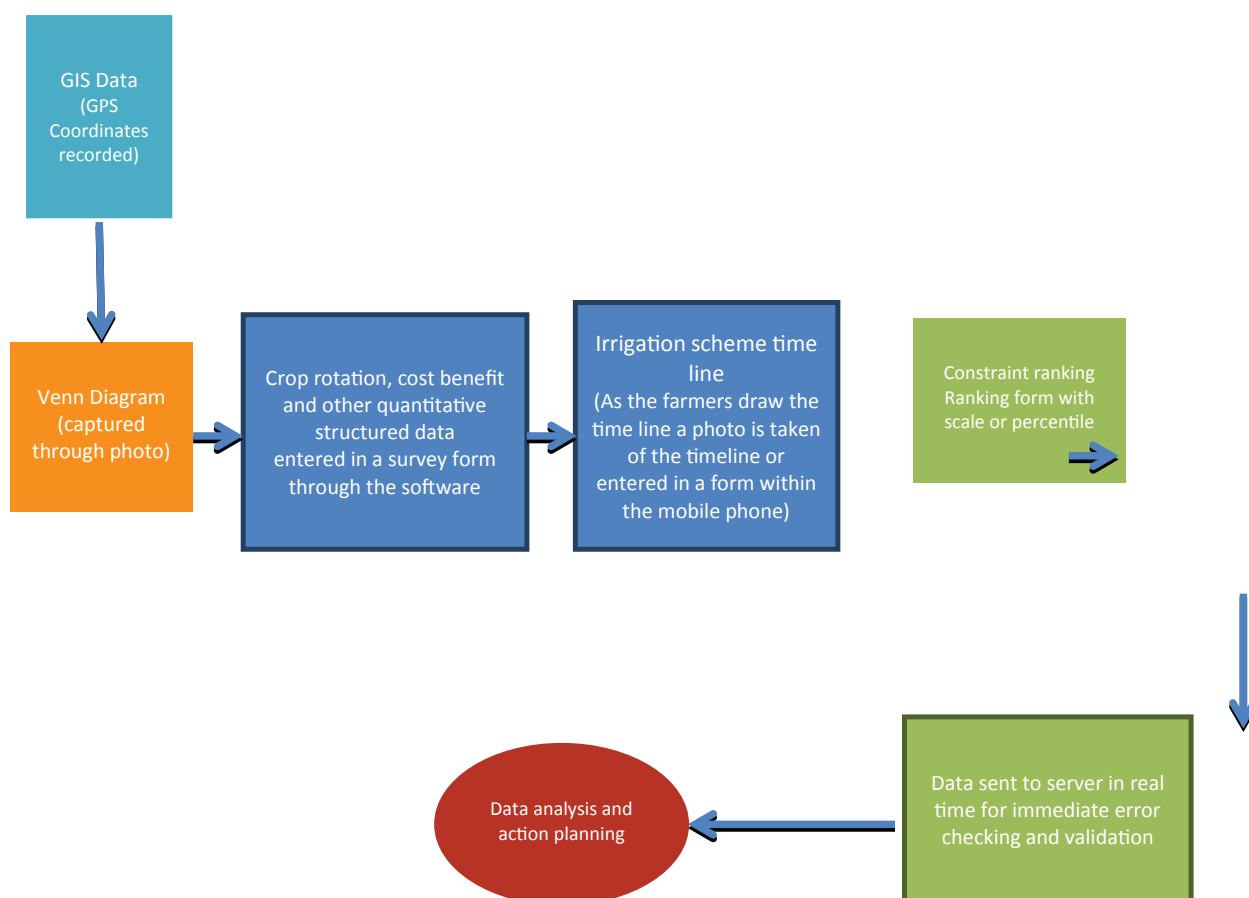 GIS Data
(GPS
Coordinates
recorded)
Venn Diagram
(captured
through photo)
Crop rotation, cost benefit
and other quantitative
structured data
entered in a survey form
through the software
Irrigation scheme time
line
(As the farmers draw the
time line a photo is taken
of the timeline or
entered in a form within
the mobile phone)
Constraint ranking
Ranking form with
scale or percentile
Data sent to server in real
time for immediate error
checking and validation
Data analysis and
action planning